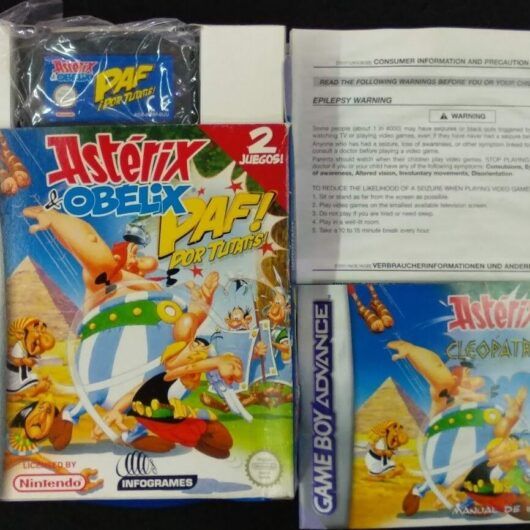 Astérix
& Obelix
PAF!
¡POR TUTATIS!
Astérix
& OBELIX
2
JUEGOS!
PAF!
¡POR TUTATIS!
LICENSED BY
Nintendo
INFOGRAMES
CONSUMER INFORMATION AND PRECAUTION
READ THE FOLLOWING WARNINGS BEFORE YOU OR YOUR
EPILEPSY WARNING
WARNING
Some people (about 1 in 4000) may have seizures or black outs triggered
watching TV or playing video games, even if they have never had a seizure
Anyone who has had a seizure, loss of awareness, or other symptom linked
consult a doctor before playing a video game.
Parents should watch when their children play video games. STOP PLAYING
doctor if you or your child have any of the following symptoms: Convulsions,
of awareness, Altered vision, Involuntary movements, Disorientation.
TO REDUCE THE LIKELIHOOD OF A SEIZURE WHEN PLAYING VIDEO
1. Sit or stand as far from the screen as possible.
2. Play video games on the smallest available television screen.
3. Do not play if you are tired or need sleep.
4. Play in a well-lit room.
5. Take a 10 to 15 minute break every hour.
VERBRAUCHERINFORMATIONEN UND
GAME BOY ADVANCE
Astérix
CLEOPATR
MANUAL DE